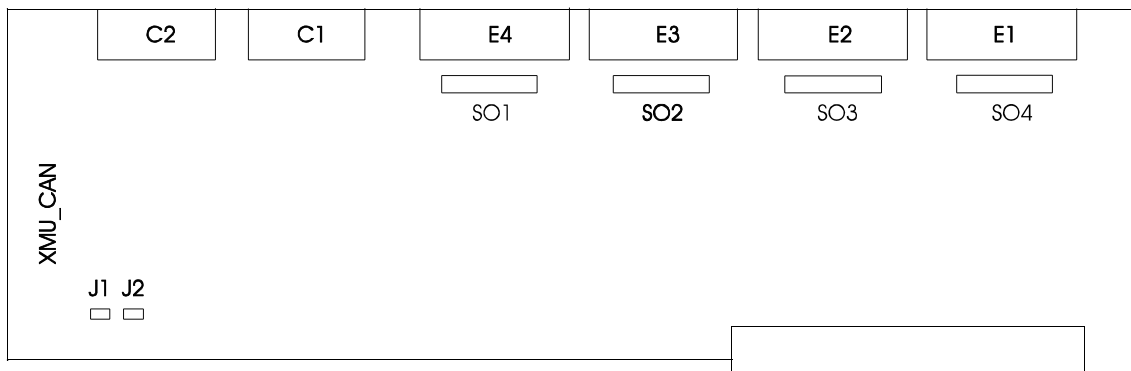 C2 C1 E4 E3 E2 E1
SO1 SO2 SO3 SO4
XMU_CAN
J1 J2